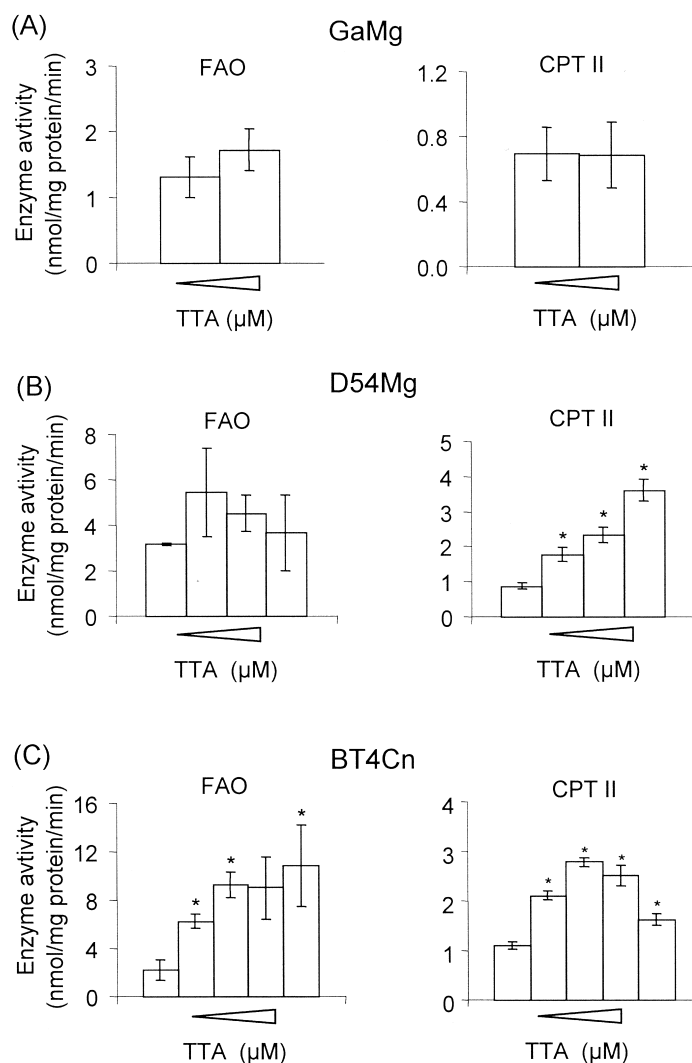 (A)
GaMg
FAO
CPT II
Enzyme avtivity
(nmol/mg protein/min)
3
2
1
0
1.2
0.8
0.4
0.0
TTA (µM)
TTA (µM)
(B)
D54Mg
FAO
CPT II
Enzyme avtivity
(nmol/mg protein/min)
8
6
4
2
0
5
4
3
2
1
0
* * *
TTA (µM)
TTA (µM)
(C)
BT4Cn
FAO
CPT II
Enzyme avtivity
(nmol/mg protein/min)
16
12
8
4
0
* * *
4
3
2
1
0
* * * *
TTA (µM)
TTA (µM)